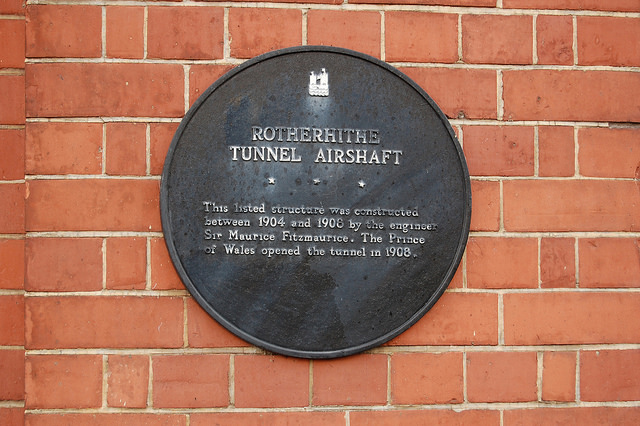 ROTHERHITHE
TUNNEL AIRSHAFT
This listed structure was constructed
between 1904 and 1908 by the engineer
Sir Maurice Fitzmaurice. The Prince
of Wales opened the tunnel in 1908.